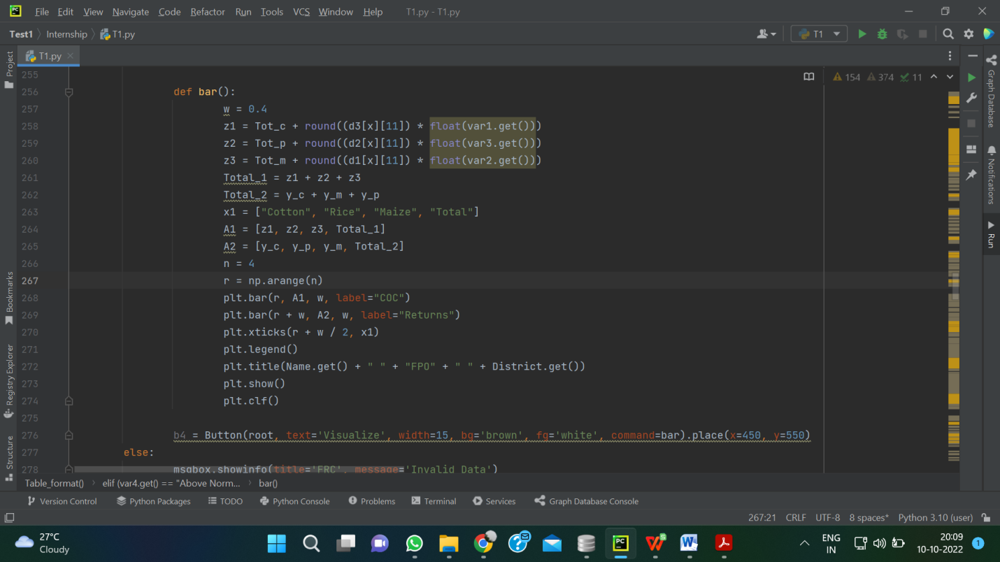 PC File Edit View Navigate Code Refactor Run Tools VCS Window Help T1.py - T1.py
Test1 Internship T1.py T1
T1.py
Project
Bookmarks
Registry Explorer
Structure
154 374 11
255
256 def bar():
257 w = 0.4
258 z1 = Tot_c + round((d3[x][11]) * float(var1.get()))
259 z2 = Tot_p + round((d2[x][11]) * float(var3.get()))
260 z3 = Tot_m + round((d1[x][11]) * float(var2.get()))
261 Total_1 = z1 + z2 + z3
262 Total_2 = y_c + y_m + y_p
263 x1 = ["Cotton", "Rice", "Maize", "Total"]
264 A1 = [z1, z2, z3, Total_1]
265 A2 = [y_c, y_p, y_m, Total_2]
266 n = 4
267 r = np.arange(n)
268 plt.bar(r, A1, w, label="COC")
269 plt.bar(r + w, A2, w, label="Returns")
270 plt.xticks(r + w / 2, x1)
271 plt.legend()
272 plt.title(Name.get() + " " + "FPO" + " " + District.get())
273 plt.show()
274 plt.clf()
275
276 b4 = Button(root, text='Visualize', width=15, bg='brown', fg='white', command=bar).place(x=450, y=550)
277 else:
278 msgbox.showinfo(title='FRC', message='Invalid Data')
Graph Database
Notifications
Run
Table_format() elif (var4.get() == "Above Norm... bar()
Version Control Python Packages TODO Python Console Problems Terminal Services Graph Database Console
267:21 CRLF UTF-8 8 spaces* Python 3.10 (user)
27°C
Cloudy
PC
ENG
IN
20:09
10-10-2022
1